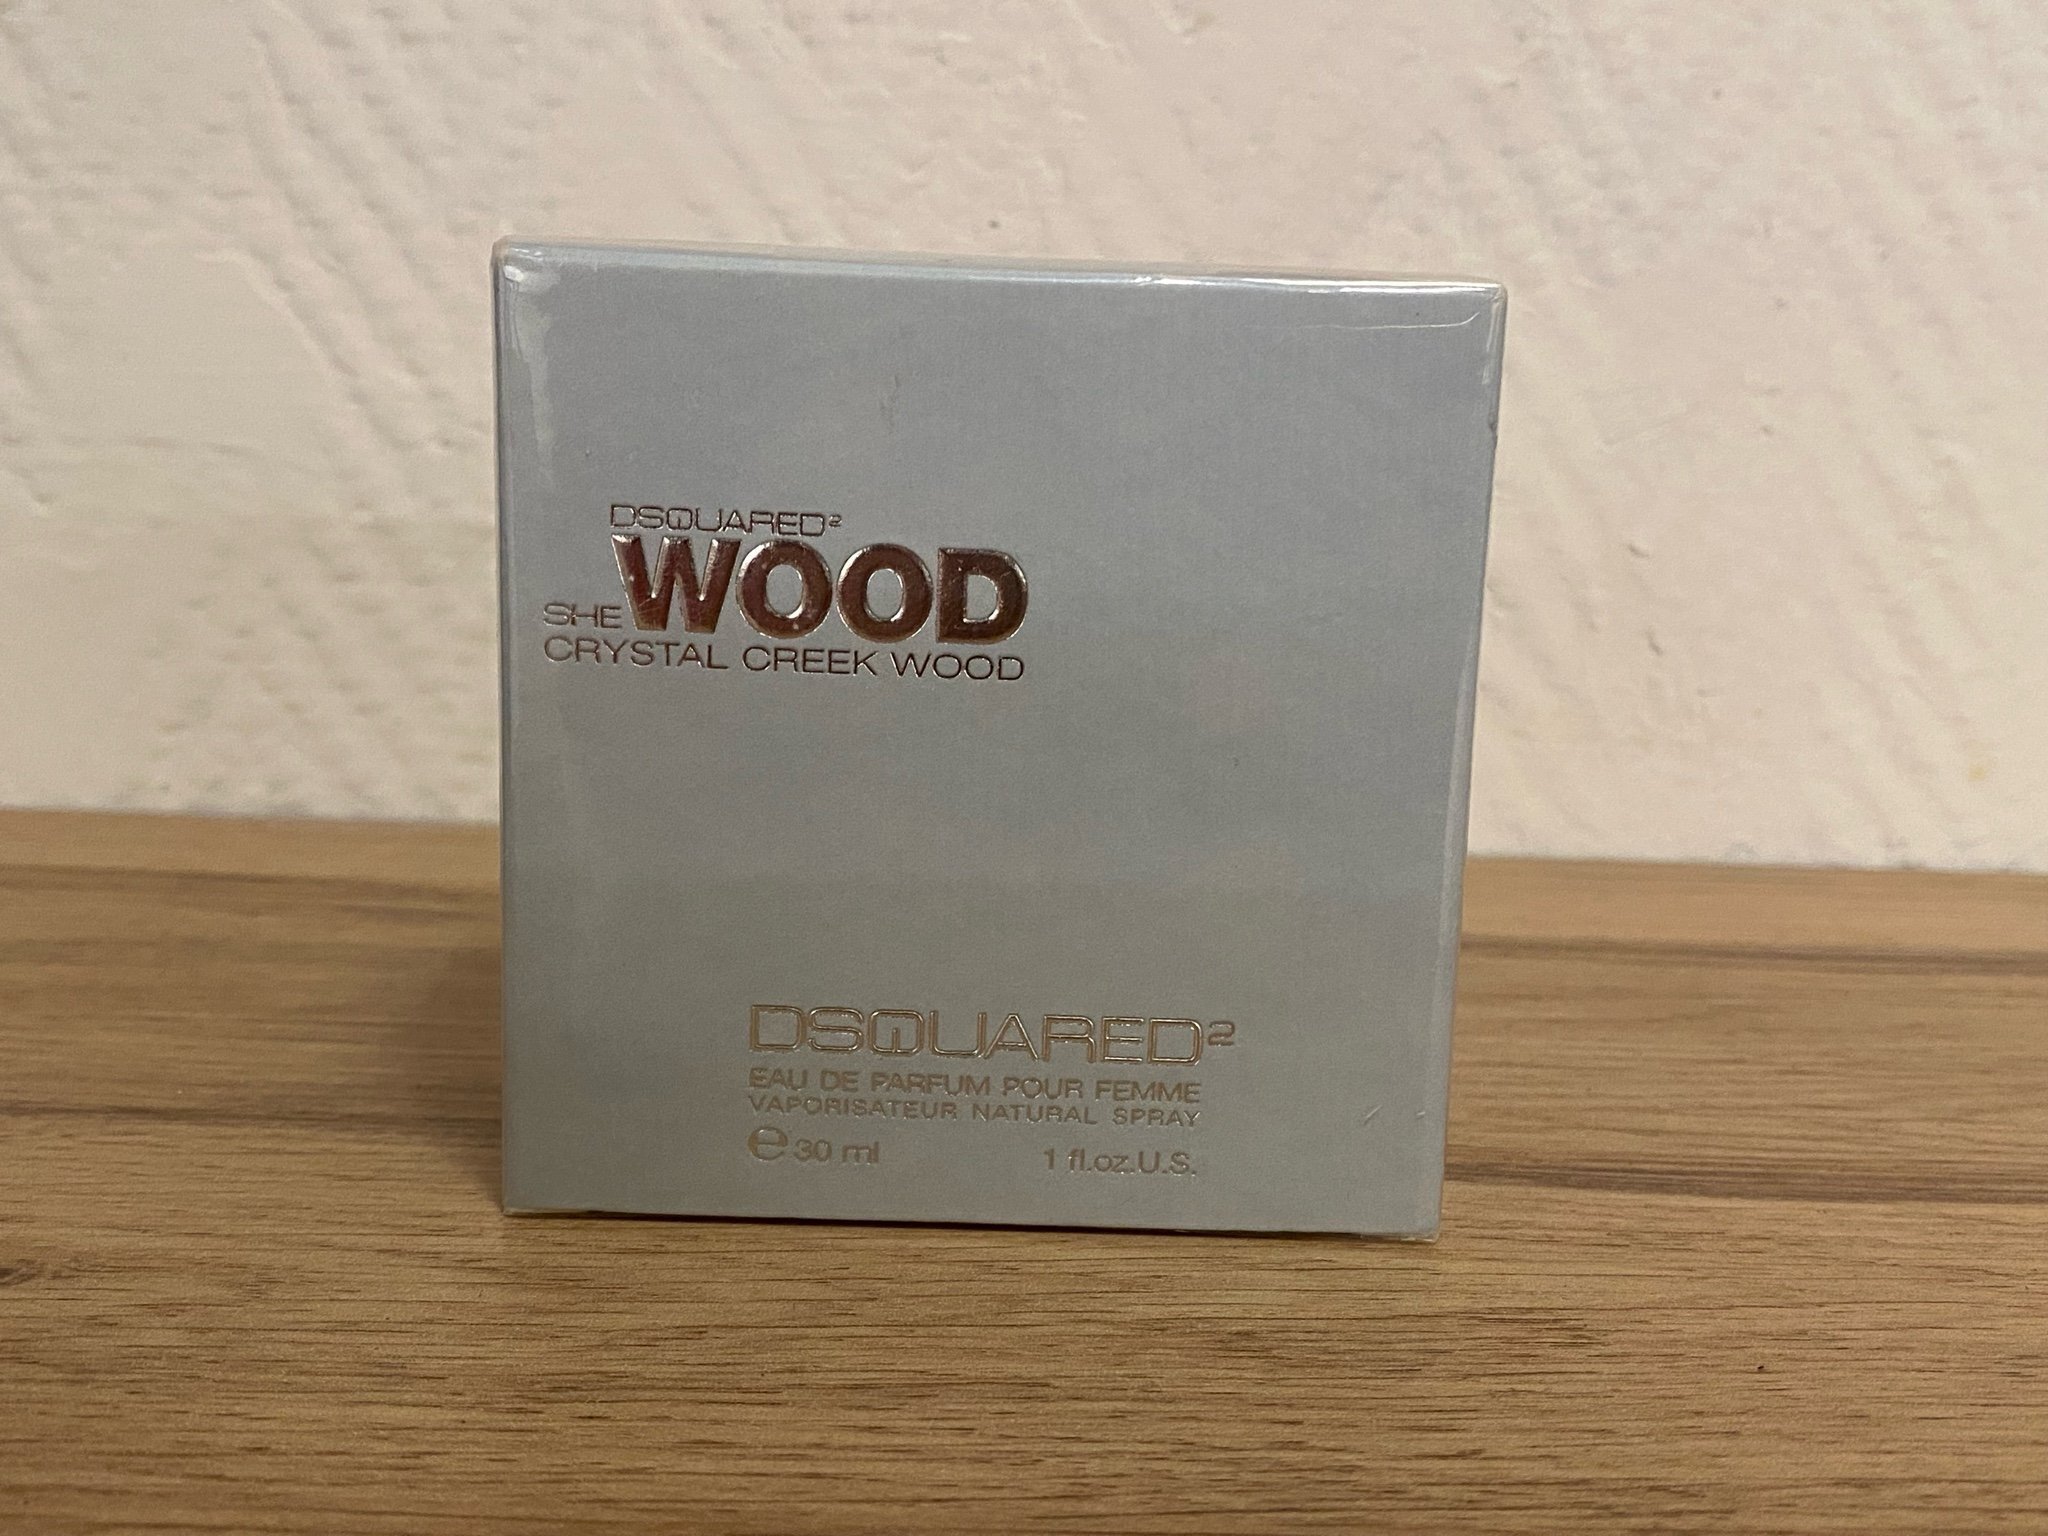 DSQUARED²
SHE WOOD
CRYSTAL CREEK WOOD
DSQUARED²
EAU DE PARFUM POUR FEMME
VAPORISATEUR NATURAL SPRAY
e 30 ml 1 fl.oz.U.S.